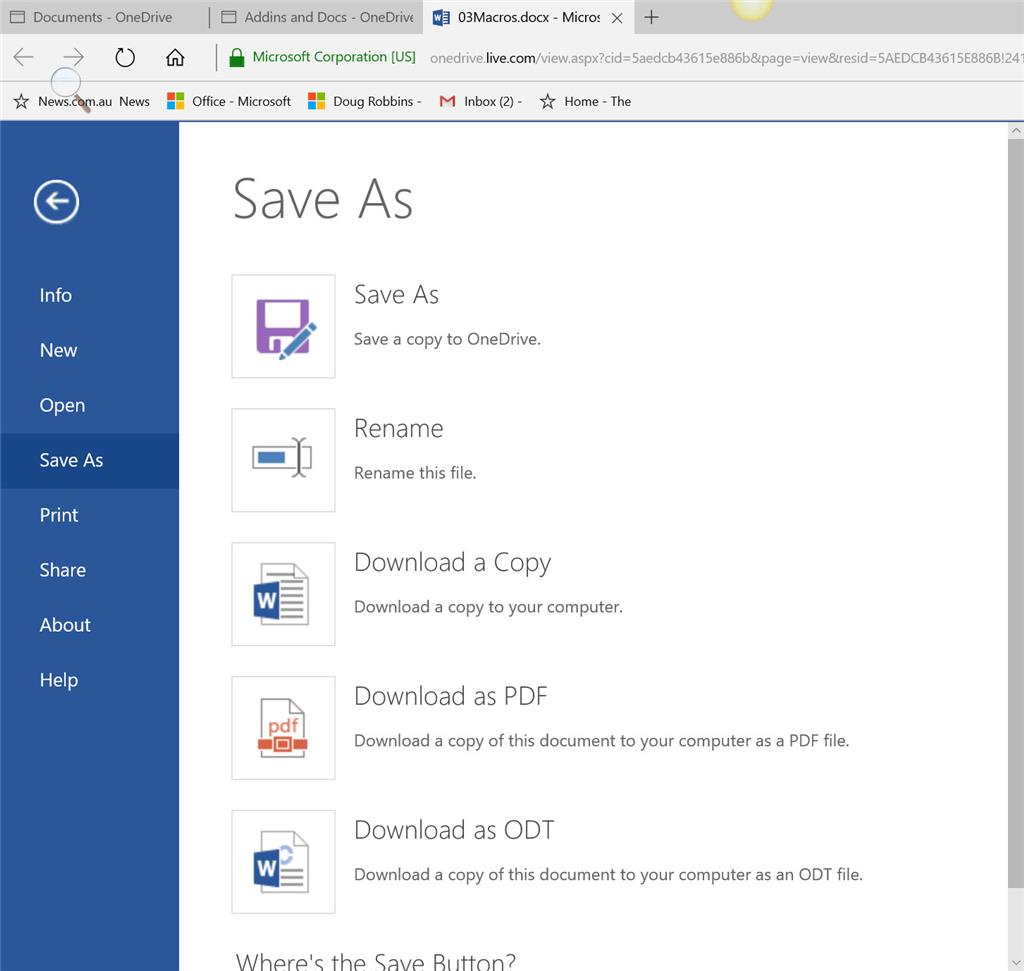 Documents - OneDrive
Addins and Docs - OneDrive
03Macros.docx - Micros
Microsoft Corporation [US]
onedrive.live.com/view.aspx?cid=5aedcb43615e886b&page=view&resid=5AEDCB43615E886B!241
News.com.au News
Office - Microsoft
Doug Robbins -
Inbox (2) -
Home - The
Save As
Info
New
Open
Save As
Print
Share
About
Help
Save As
Save a copy to OneDrive.
Rename
Rename this file.
W
Download a Copy
Download a copy to your computer.
pdf
Download as PDF
Download a copy of this document to your computer as a PDF file.
W
Download as ODT
Download a copy of this document to your computer as an ODT file.
Where's the Save Button?